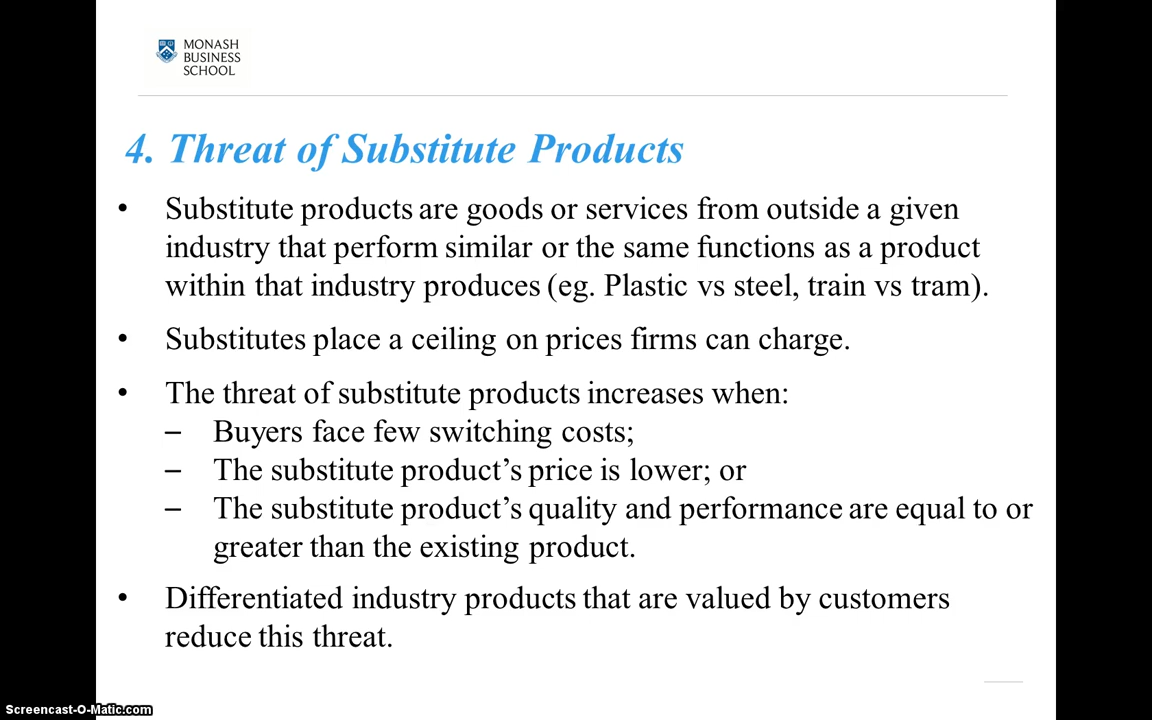 MONASH
BUSINESS
SCHOOL
4. Threat of Substitute Products
• Substitute products are goods or services from outside a given
industry that perform similar or the same functions as a product
within that industry produces (eg. Plastic vs steel, train vs tram).
• Substitutes place a ceiling on prices firms can charge.
• The threat of substitute products increases when:
– Buyers face few switching costs;
– The substitute product’s price is lower; or
– The substitute product’s quality and performance are equal to or
greater than the existing product.
• Differentiated industry products that are valued by customers
reduce this threat.
Screencast-O-Matic.com